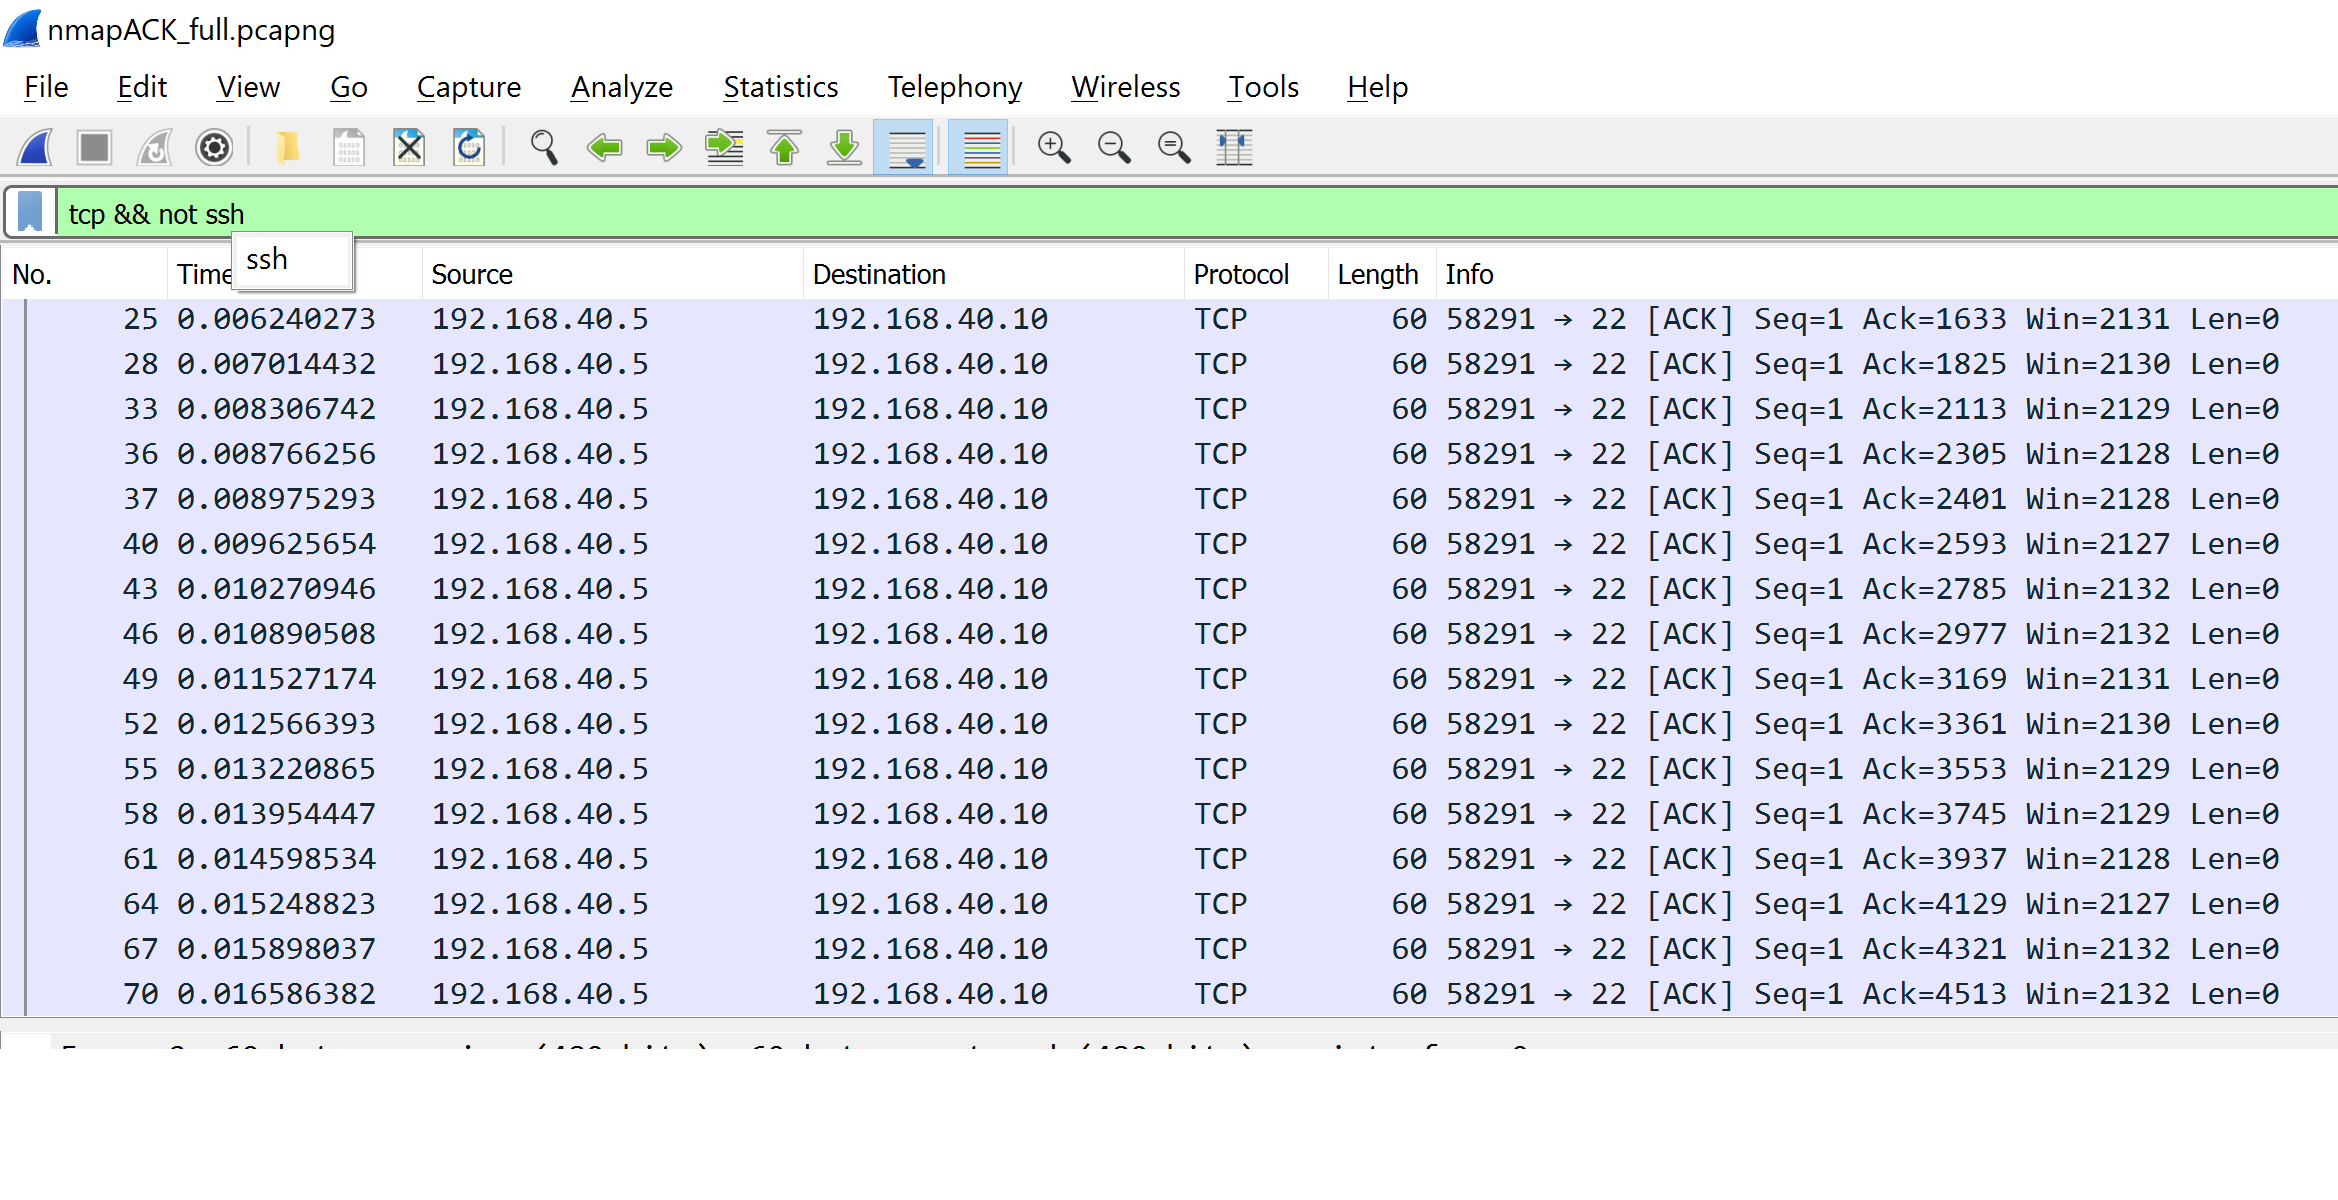 nmapACK_full.pcapng
File Edit View Go Capture Analyze Statistics Telephony Wireless Tools Help
tcp && not ssh
ssh
No. Time Source Destination Protocol Length Info
25 0.006240273 192.168.40.5 192.168.40.10 TCP 60 58291 → 22 [ACK] Seq=1 Ack=1633 Win=2131 Len=0
28 0.007014432 192.168.40.5 192.168.40.10 TCP 60 58291 → 22 [ACK] Seq=1 Ack=1825 Win=2130 Len=0
33 0.008306742 192.168.40.5 192.168.40.10 TCP 60 58291 → 22 [ACK] Seq=1 Ack=2113 Win=2129 Len=0
36 0.008766256 192.168.40.5 192.168.40.10 TCP 60 58291 → 22 [ACK] Seq=1 Ack=2305 Win=2128 Len=0
37 0.008975293 192.168.40.5 192.168.40.10 TCP 60 58291 → 22 [ACK] Seq=1 Ack=2401 Win=2128 Len=0
40 0.009625654 192.168.40.5 192.168.40.10 TCP 60 58291 → 22 [ACK] Seq=1 Ack=2593 Win=2127 Len=0
43 0.010270946 192.168.40.5 192.168.40.10 TCP 60 58291 → 22 [ACK] Seq=1 Ack=2785 Win=2132 Len=0
46 0.010890508 192.168.40.5 192.168.40.10 TCP 60 58291 → 22 [ACK] Seq=1 Ack=2977 Win=2132 Len=0
49 0.011527174 192.168.40.5 192.168.40.10 TCP 60 58291 → 22 [ACK] Seq=1 Ack=3169 Win=2131 Len=0
52 0.012566393 192.168.40.5 192.168.40.10 TCP 60 58291 → 22 [ACK] Seq=1 Ack=3361 Win=2130 Len=0
55 0.013220865 192.168.40.5 192.168.40.10 TCP 60 58291 → 22 [ACK] Seq=1 Ack=3553 Win=2129 Len=0
58 0.013954447 192.168.40.5 192.168.40.10 TCP 60 58291 → 22 [ACK] Seq=1 Ack=3745 Win=2129 Len=0
61 0.014598534 192.168.40.5 192.168.40.10 TCP 60 58291 → 22 [ACK] Seq=1 Ack=3937 Win=2128 Len=0
64 0.015248823 192.168.40.5 192.168.40.10 TCP 60 58291 → 22 [ACK] Seq=1 Ack=4129 Win=2127 Len=0
67 0.015898037 192.168.40.5 192.168.40.10 TCP 60 58291 → 22 [ACK] Seq=1 Ack=4321 Win=2132 Len=0
70 0.016586382 192.168.40.5 192.168.40.10 TCP 60 58291 → 22 [ACK] Seq=1 Ack=4513 Win=2132 Len=0